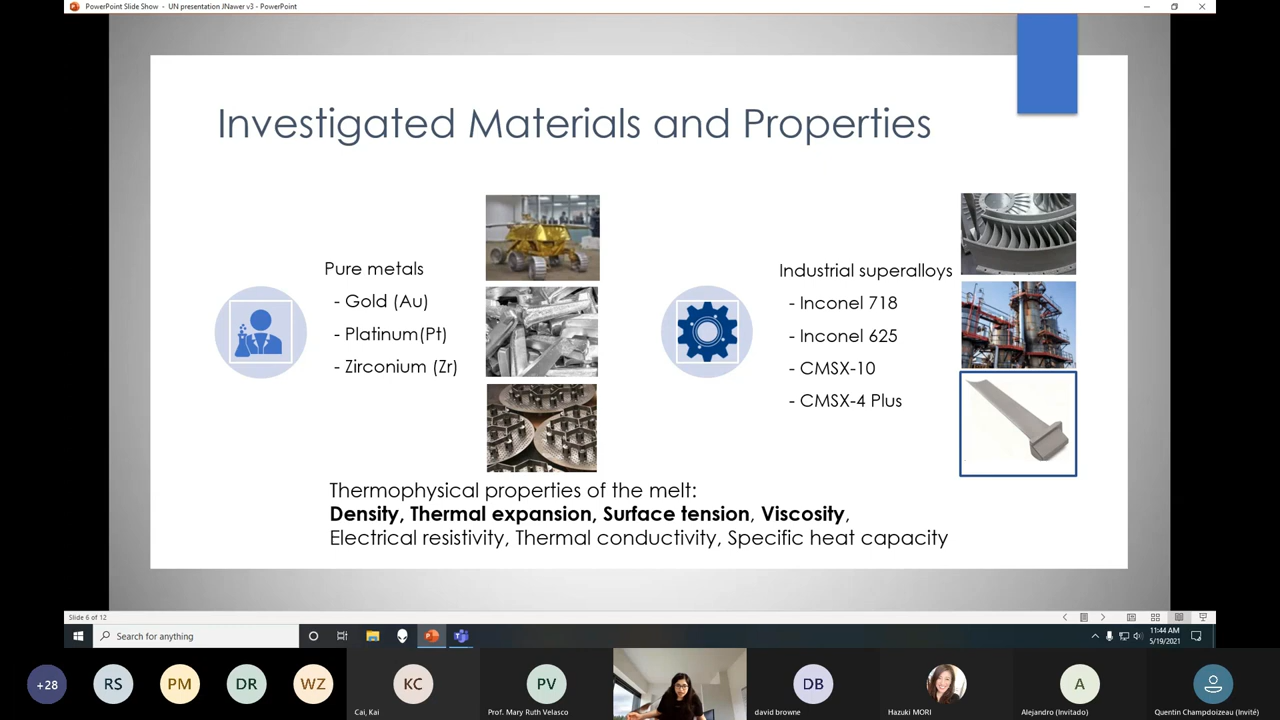 PowerPoint Slide Show - UN presentation JNawer v3 - PowerPoint
Investigated Materials and Properties
Pure metals
- Gold (Au)
- Platinum(Pt)
- Zirconium (Zr)
Industrial superalloys
- Inconel 718
- Inconel 625
- CMSX-10
- CMSX-4 Plus
Thermophysical properties of the melt:
Density, Thermal expansion, Surface tension, Viscosity,
Electrical resistivity, Thermal conductivity, Specific heat capacity
Slide 6 of 12
Search for anything
11:44 AM
5/19/2021
+28
RS
PM
DR
WZ
KC
Cai, Kai
PV
Prof. Mary Ruth Velasco
DB
david browne
Hazuki MORI
A
Alejandro (Invitado)
Quentin Champdoizeau (Invité)